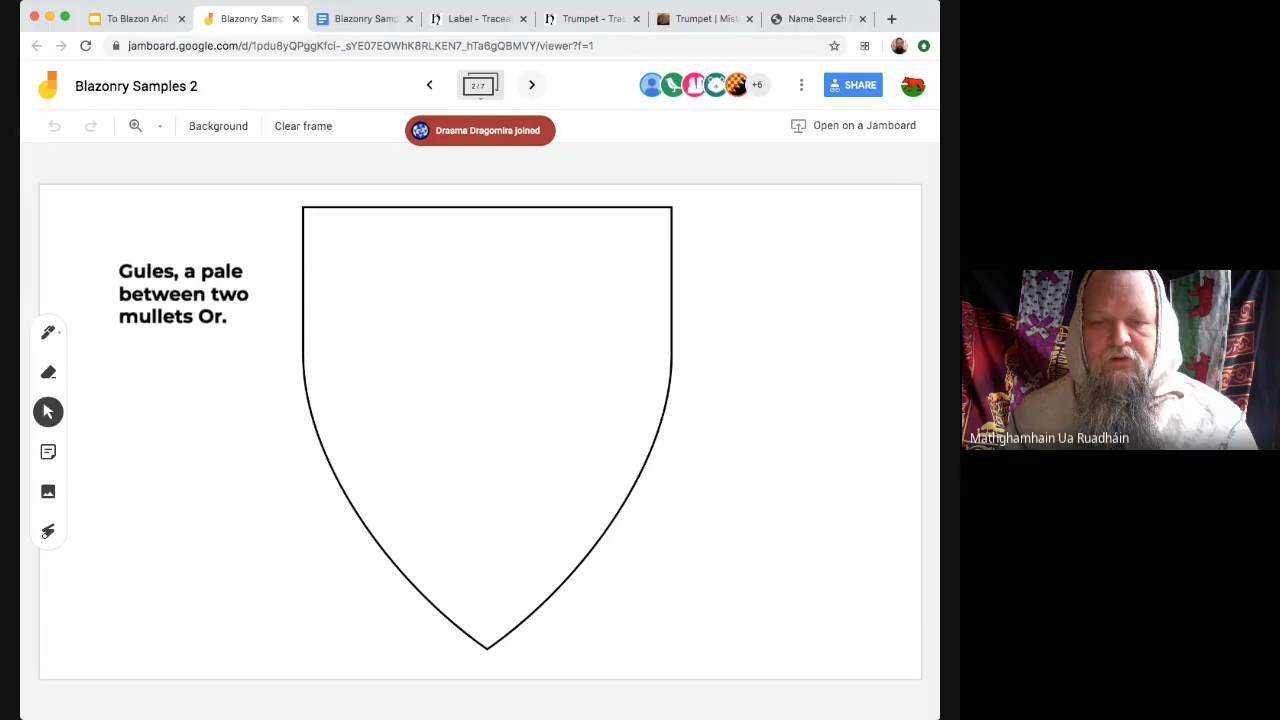 To Blazon And
Blazonry Samp
Blazonry Samp
Label - Traceal
Trumpet - Trac
Trumpet | Mist
Name Search
jamboard.google.com/d/1pdu8yQPggKfci-_sYE07EOWhK8RLKEN7_hTa6gQBMVY/viewer?f=1
Blazonry Samples 2
2 / 7
+6
SHARE
Background
Clear frame
Drasma Dragomira joined
Open on a Jamboard
Gules, a pale
between two
mullets Or.
Mathghamhain Ua Ruadháin